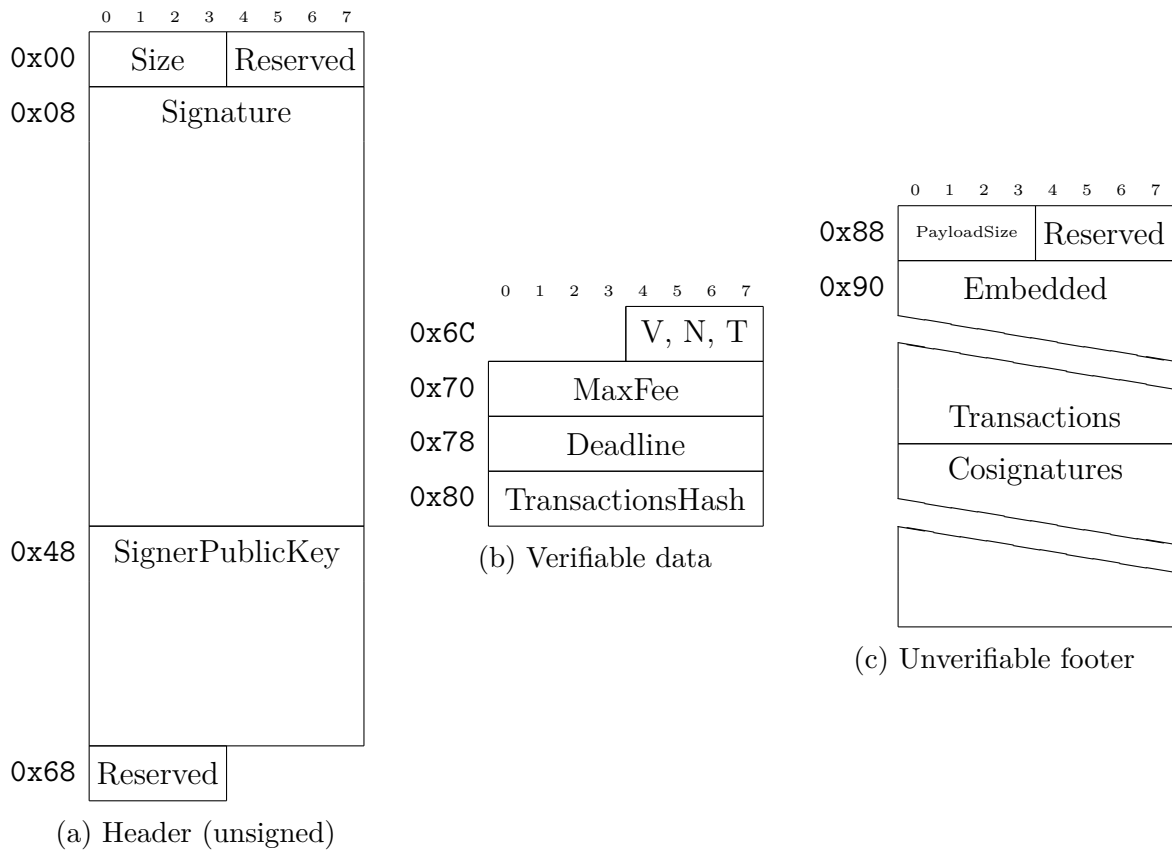 0 1 2 3 4 5 6 7
0x00 Size Reserved
0x08 Signature
0x48 SignerPublicKey
0x68 Reserved
(a) Header (unsigned)
0 1 2 3 4 5 6 7
0x6C V, N, T
0x70 MaxFee
0x78 Deadline
0x80 TransactionsHash
(b) Verifiable data
0 1 2 3 4 5 6 7
0x88 PayloadSize Reserved
0x90 Embedded
Transactions
Cosignatures
(c) Unverifiable footer